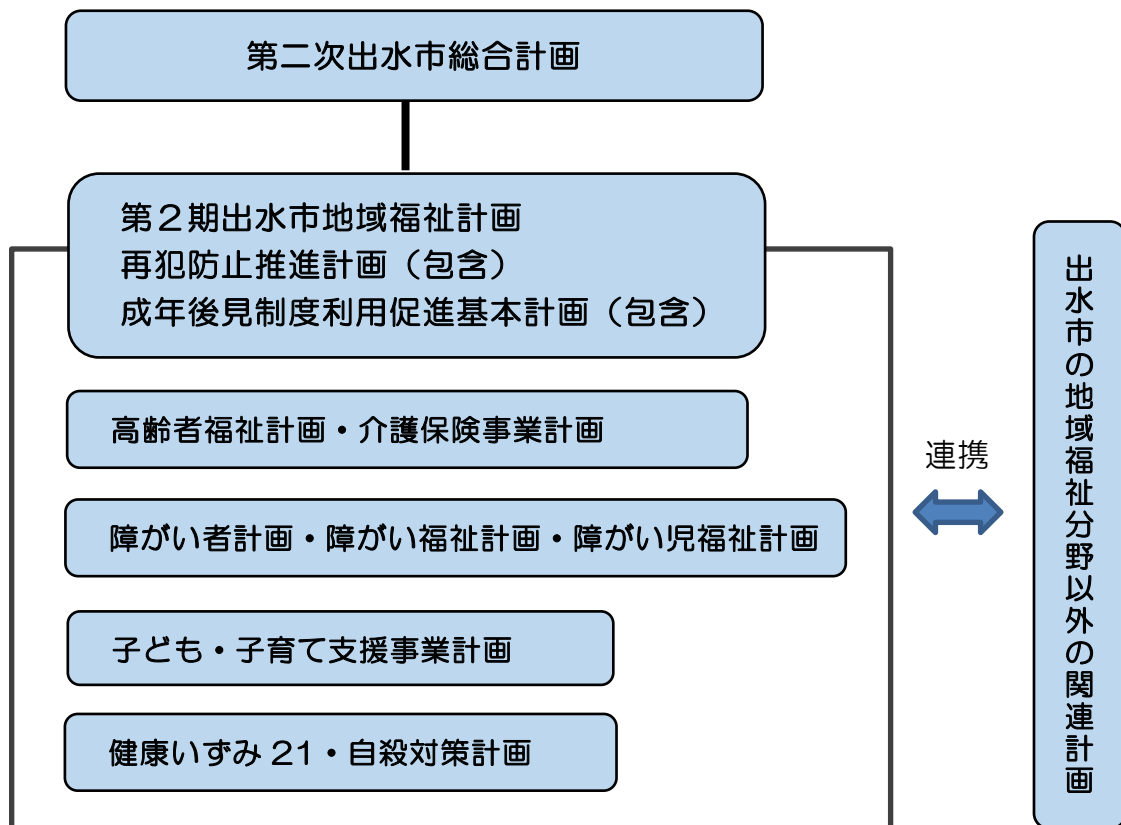 第二次出水市総合計画
第２期出水市地域福祉計画
再犯防止推進計画（包含）
成年後見制度利用促進基本計画（包含）
高齢者福祉計画・介護保険事業計画
障がい者計画・障がい福祉計画・障がい児福祉計画
子ども・子育て支援事業計画
健康いずみ 21・自殺対策計画
連携
出水市の地域福祉分野以外の関連計画